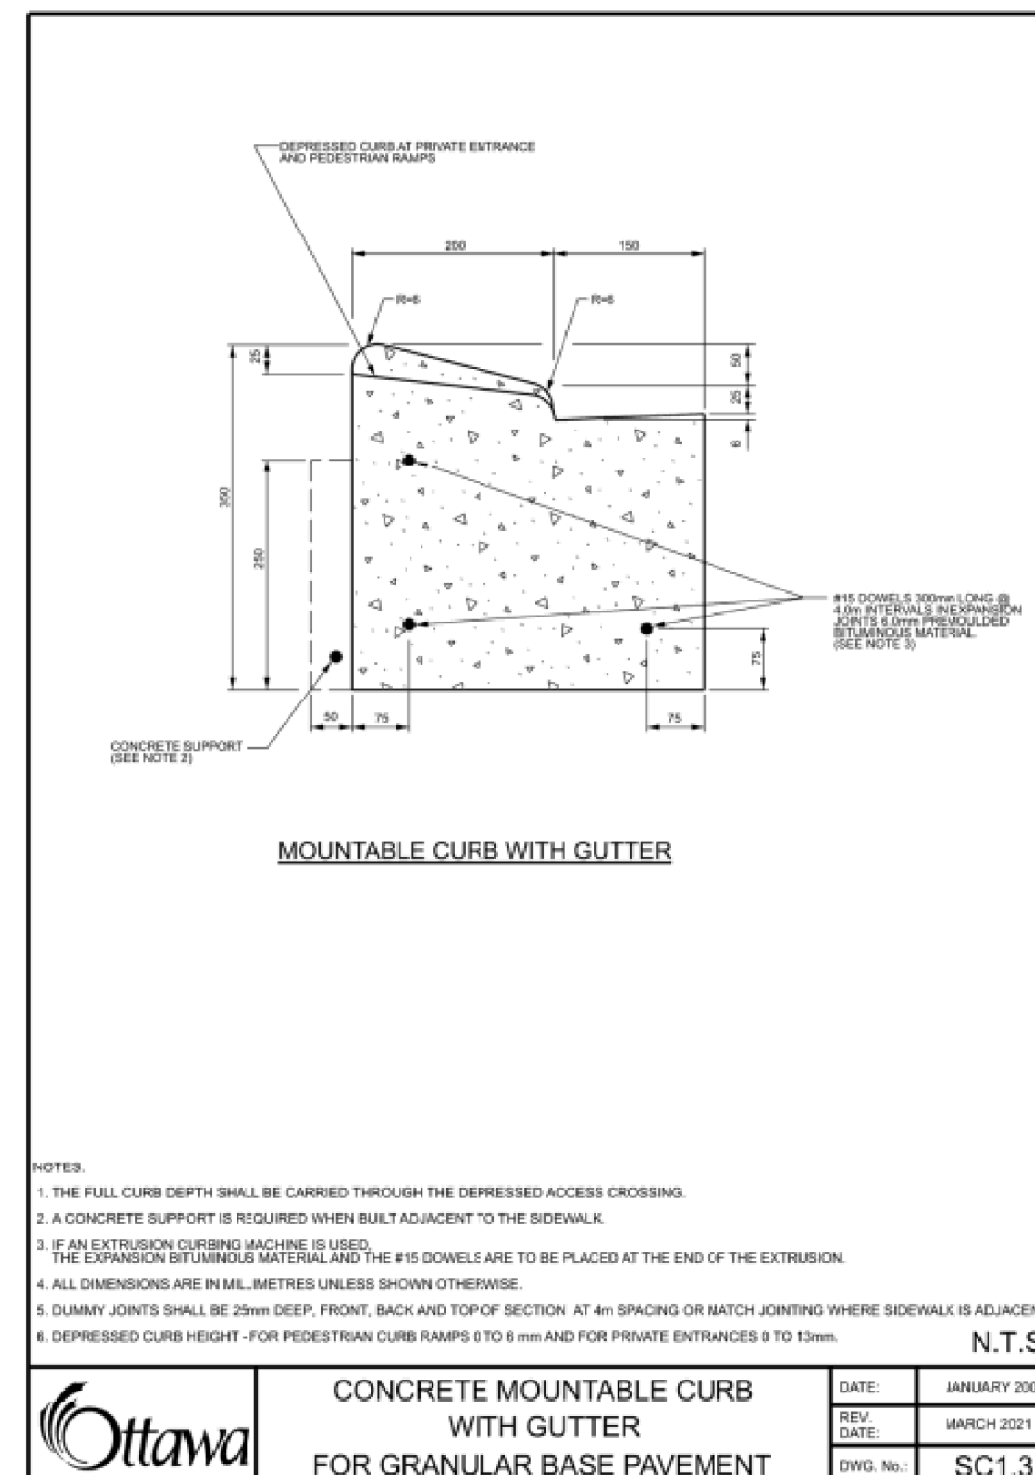 DEPRESSED CURB AT PRIVATE ENTRANCE
AND PEDESTRIAN RAMPS
200
150
R=6
R=6
25
50
25
6
350
250
#15 DOWELS 300mm LONG @
4.0m INTERVALS IN EXPANSION
JOINTS 6.0mm PREMOULDED
BITUMINOUS MATERIAL.
(SEE NOTE 3)
75
50
75
75
CONCRETE SUPPORT
(SEE NOTE 2)
MOUNTABLE CURB WITH GUTTER
NOTES.
1. THE FULL CURB DEPTH SHALL BE CARRIED THROUGH THE DEPRESSED ACCESS CROSSING.
2. A CONCRETE SUPPORT IS REQUIRED WHEN BUILT ADJACENT TO THE SIDEWALK.
3. IF AN EXTRUSION CURBING MACHINE IS USED,
THE EXPANSION BITUMINOUS MATERIAL AND THE #15 DOWELS ARE TO BE PLACED AT THE END OF THE EXTRUSION.
4. ALL DIMENSIONS ARE IN MILLIMETRES UNLESS SHOWN OTHERWISE.
5. DUMMY JOINTS SHALL BE 25mm DEEP, FRONT, BACK AND TOP OF SECTION AT 4m SPACING OR MATCH JOINTING WHERE SIDEWALK IS ADJACEN
6. DEPRESSED CURB HEIGHT - FOR PEDESTRIAN CURB RAMPS 0 TO 6 mm AND FOR PRIVATE ENTRANCES 0 TO 13mm.
N.T.S
Ottawa
CONCRETE MOUNTABLE CURB
WITH GUTTER
FOR GRANULAR BASE PAVEMENT
DATE: JANUARY 200
REV. DATE: MARCH 2021
DWG. No.: SC1.3